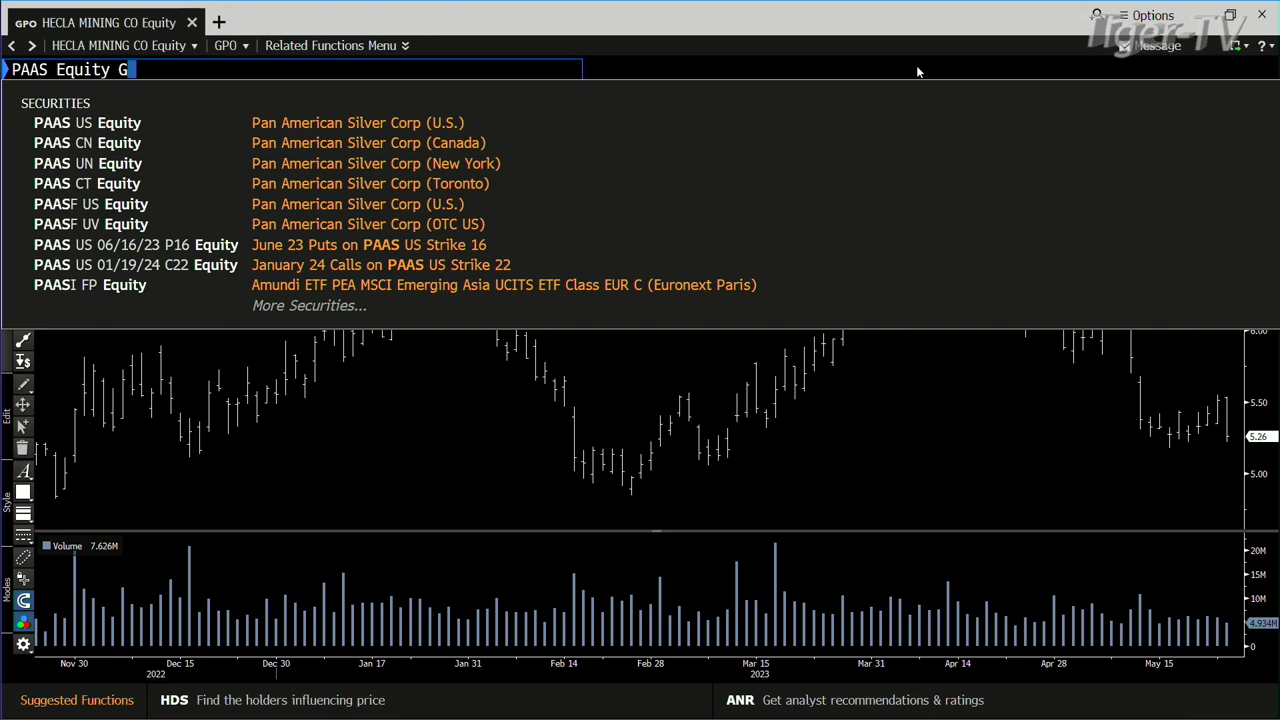 GPO HECLA MINING CO Equity
Options
HECLA MINING CO Equity GPO Related Functions Menu Message
Tiger-TV
PAAS Equity G
SECURITIES
PAAS US Equity Pan American Silver Corp (U.S.)
PAAS CN Equity Pan American Silver Corp (Canada)
PAAS UN Equity Pan American Silver Corp (New York)
PAAS CT Equity Pan American Silver Corp (Toronto)
PAASF US Equity Pan American Silver Corp (U.S.)
PAASF UV Equity Pan American Silver Corp (OTC US)
PAAS US 06/16/23 P16 Equity June 23 Puts on PAAS US Strike 16
PAAS US 01/19/24 C22 Equity January 24 Calls on PAAS US Strike 22
PAASI FP Equity Amundi ETF PEA MSCI Emerging Asia UCITS ETF Class EUR C (Euronext Paris)
More Securities...
6.00
5.50
5.26
5.00
Edit
Style
Modes
Volume 7.626M
20M
15M
10M
4.934M
0
Nov 30 Dec 15 Dec 30 Jan 17 Jan 31 Feb 14 Feb 28 Mar 15 Mar 31 Apr 14 Apr 28 May 15
2022 2023
Suggested Functions HDS Find the holders influencing price ANR Get analyst recommendations & ratings